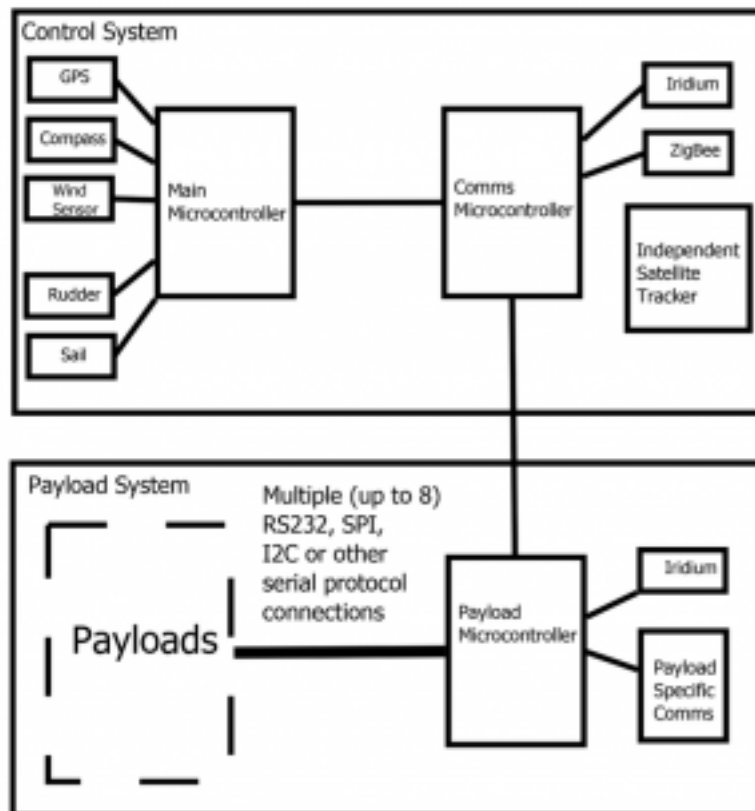 Control System
GPS
Compass
Wind
Sensor
Rudder
Sail
Main
Microcontroller
Comms
Microcontroller
Iridium
ZigBee
Independent
Satellite
Tracker
Payload System
Payloads
Multiple (up to 8)
RS232, SPI,
I2C or other
serial protocol
connections
Payload
Microcontroller
Iridium
Payload
Specific
Comms